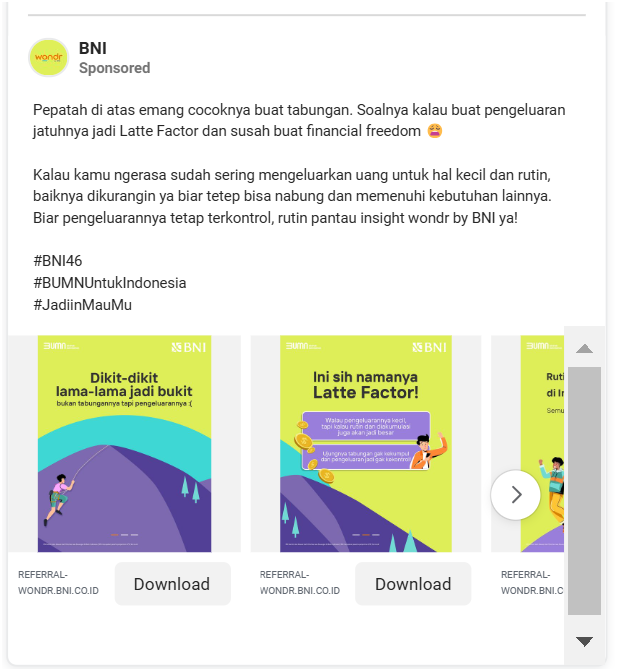 wondr
BNI
Sponsored
Pepatah di atas emang cocoknya buat tabungan. Soalnya kalau buat pengeluaran
jatuhnya jadi Latte Factor dan susah buat financial freedom 😫
Kalau kamu ngerasa sudah sering mengeluarkan uang untuk hal kecil dan rutin,
baiknya dikurangin ya biar tetep bisa nabung dan memenuhi kebutuhan lainnya.
Biar pengeluarannya tetap terkontrol, rutin pantau insight wondr by BNI ya!
#BNI46
#BUMNUntukIndonesia
#JadiinMauMu
BUMN
BNI
Dikit-dikit
lama-lama jadi bukit
bukan tabungannya tapi pengeluarannya :(
REFERRAL-
WONDR.BNI.CO.ID
Download
BUMN
BNI
Ini sih namanya
Latte Factor!
Walau pengeluarannya kecil,
tapi kalau rutin dan diakumulasi
juga akan jadi besar
Ujungnya tabungan gak kekumpul
dan pengeluaran jadi gak kekontrol
REFERRAL-
WONDR.BNI.CO.ID
Download
BUMN
Ruti
di In
Semu
REFERRAL-
WONDR.BNI.C